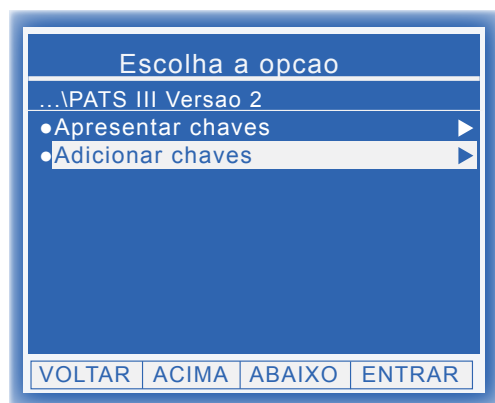 Escolha a opcao
...\PATS III Versao 2
●Apresentar chaves ▶
●Adicionar chaves ▶
VOLTAR ACIMA ABAIXO ENTRAR